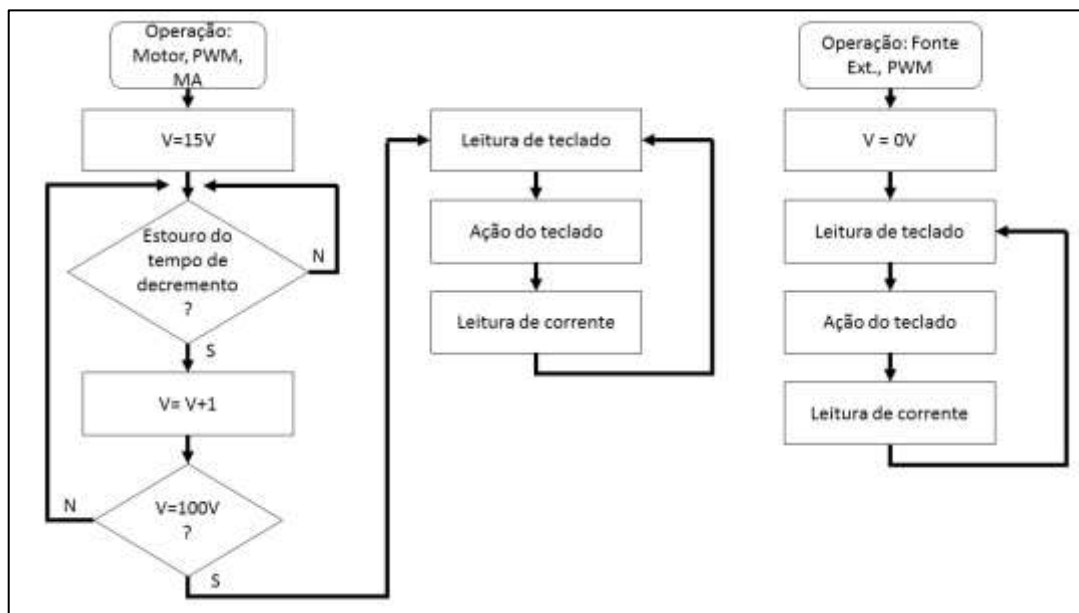 Operação:
Motor, PWM,
MA
V=15V
Estouro do
tempo de
decremento
?
N
S
V= V+1
V=100V
?
N
S
Leitura de teclado
Ação do teclado
Leitura de corrente
Operação: Fonte
Ext., PWM
V = 0V
Leitura de teclado
Ação do teclado
Leitura de corrente